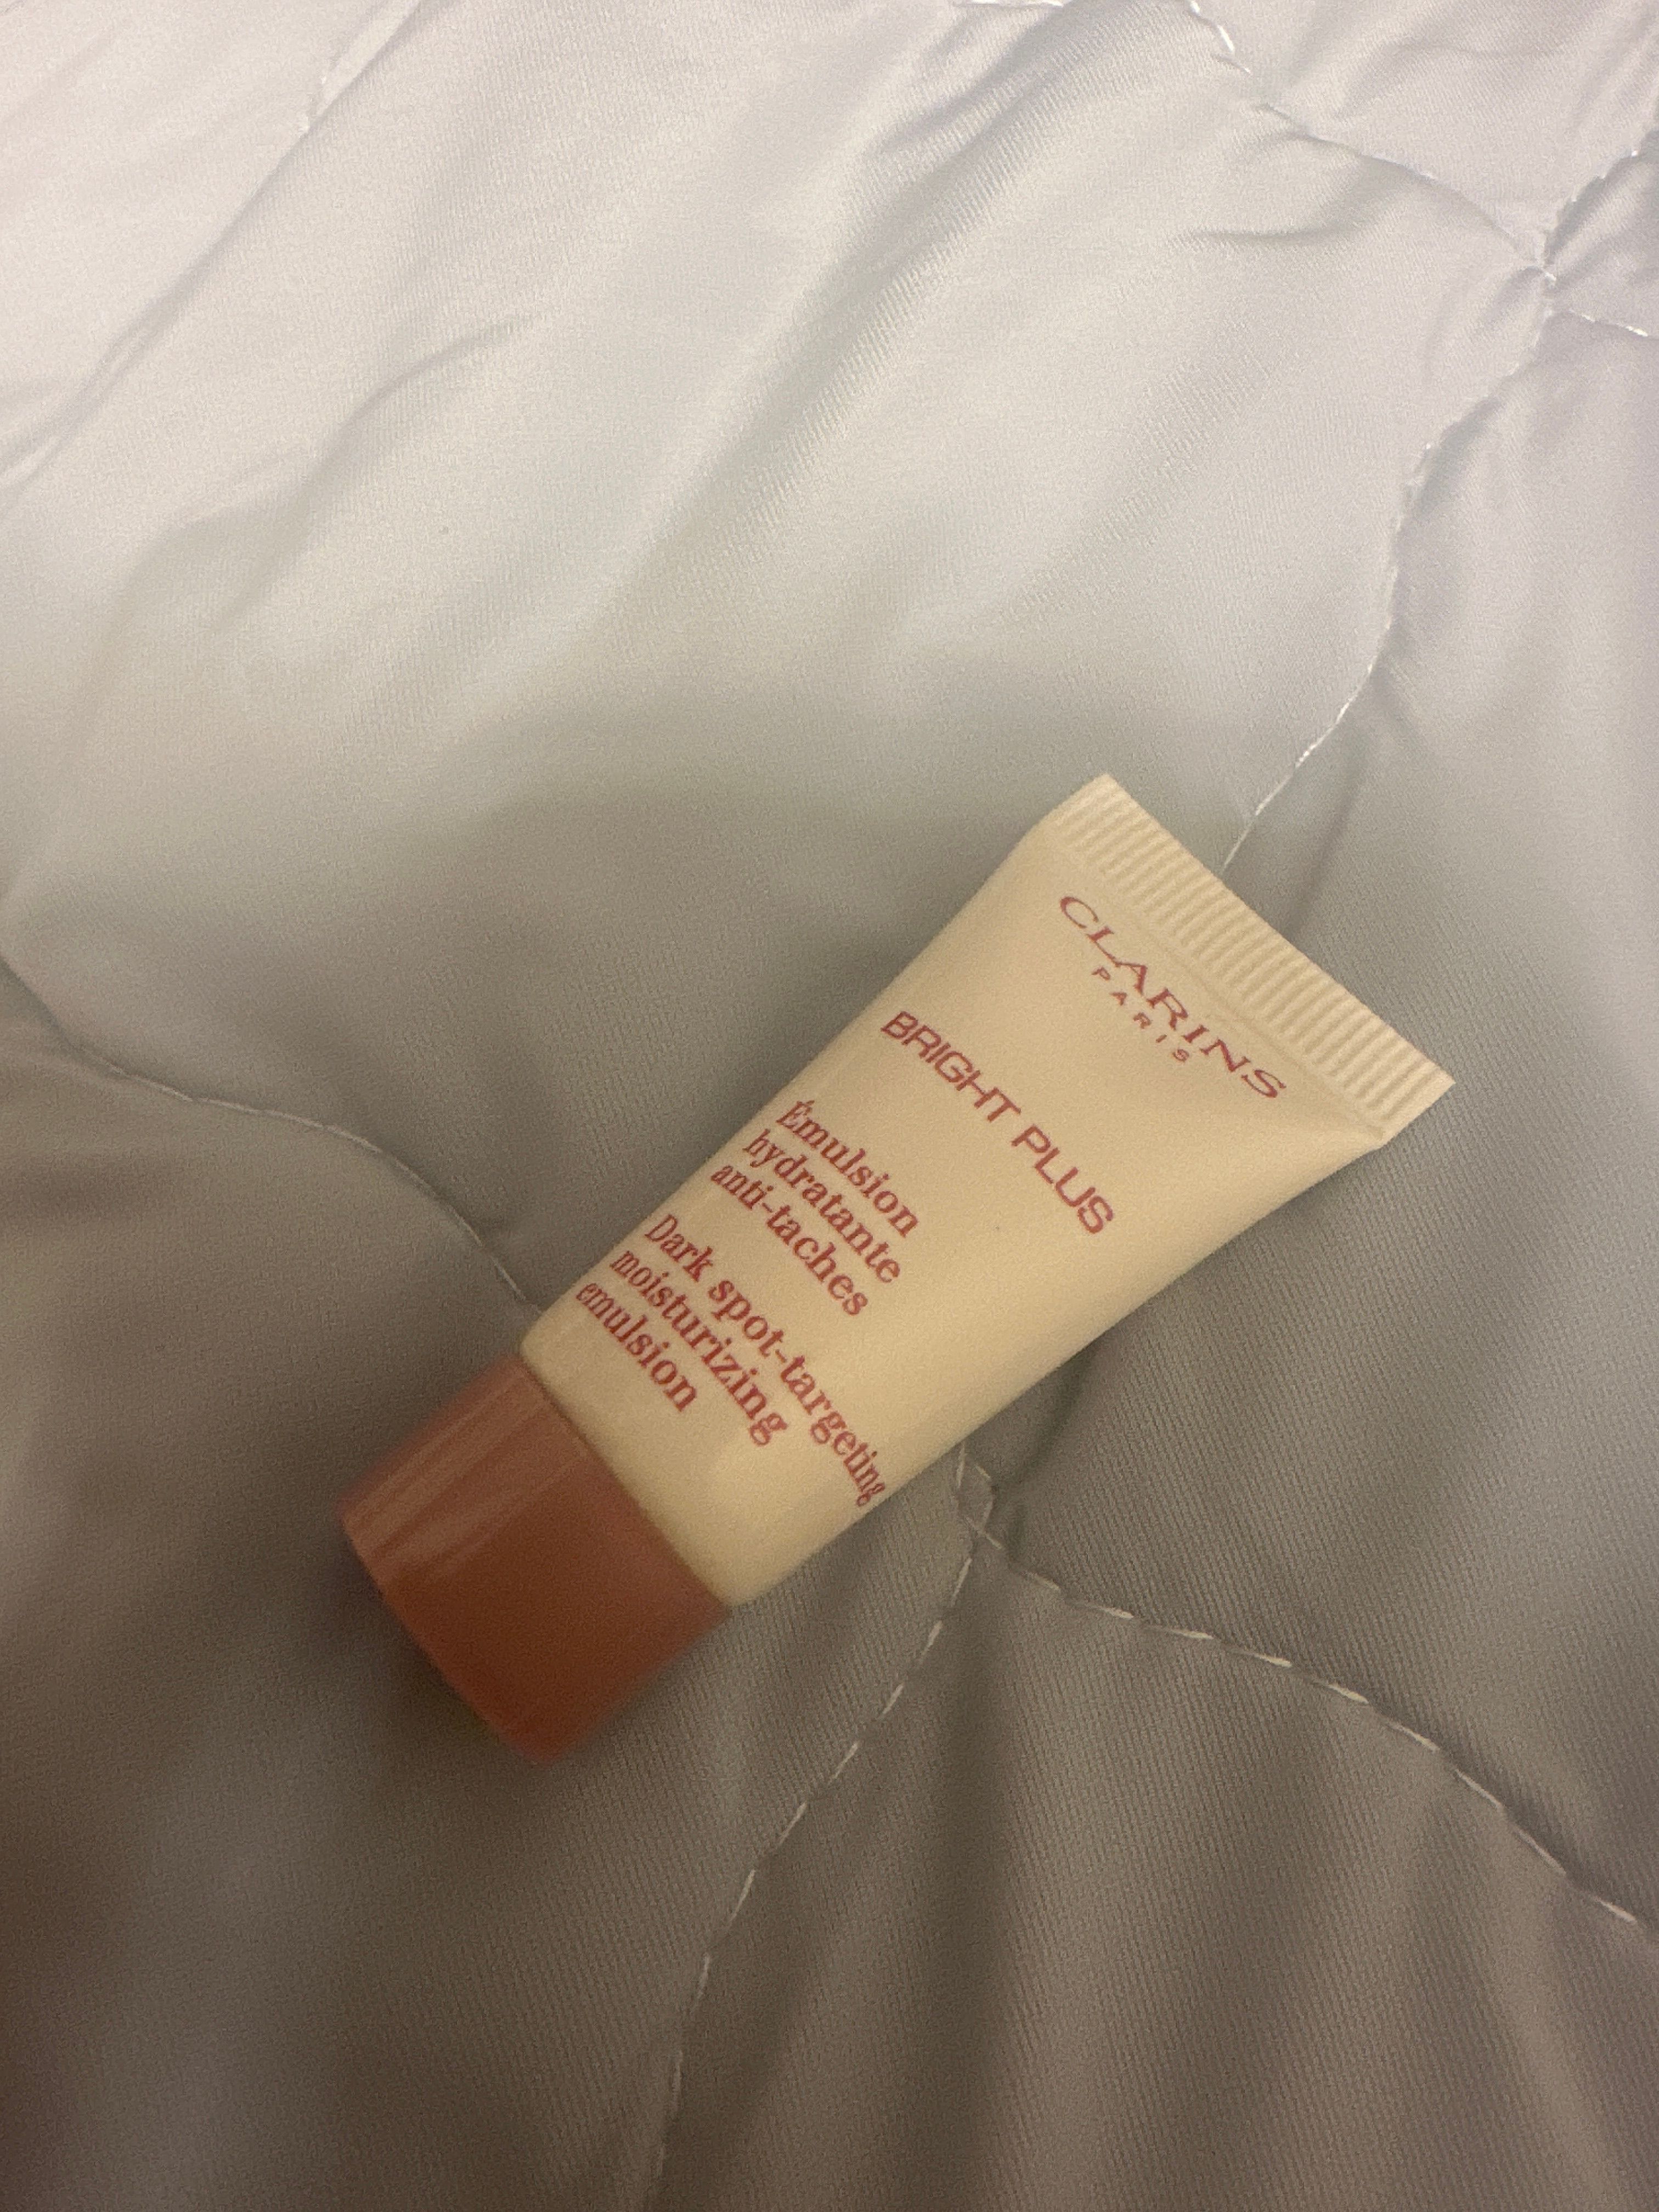 CLARINS
PARIS
BRIGHT PLUS
Émulsion
hydratante
anti-taches
Dark spot-targeting
moisturizing
emulsion